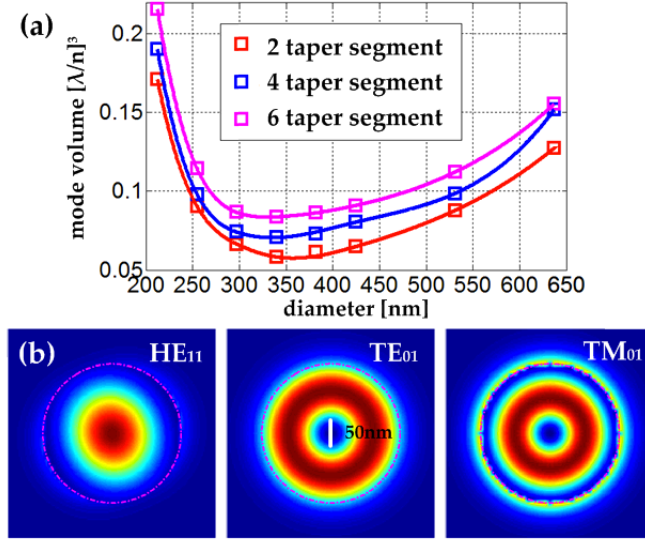 (a)
mode volume [λ/n]³
0.2
0.15
0.1
0.05
2 taper segment
4 taper segment
6 taper segment
200 250 300 350 400 450 500 550 600 650
diameter [nm]
(b) HE₁₁ TE₀₁ TM₀₁
50nm